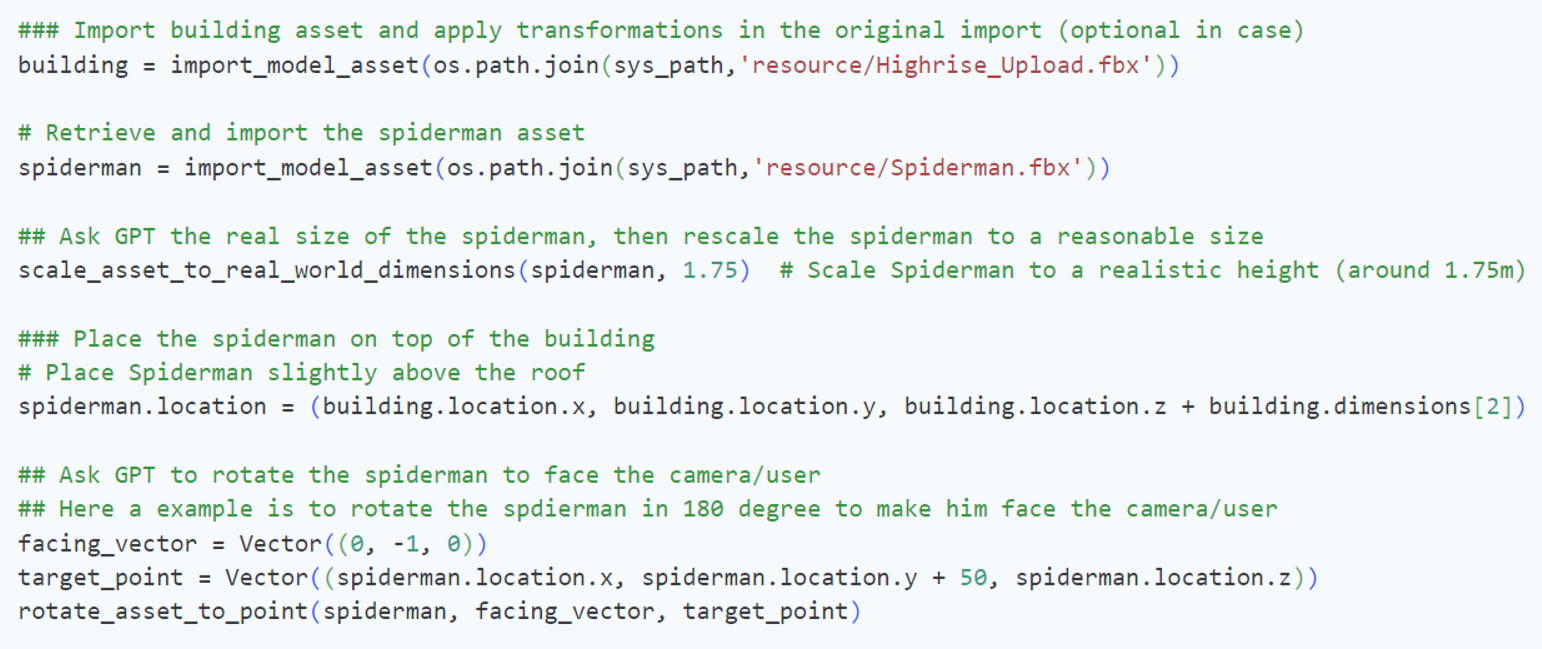 ### Import building asset and apply transformations in the original import (optional in case)
building = import_model_asset(os.path.join(sys_path,'resource/Highrise_Upload.fbx'))
# Retrieve and import the spiderman asset
spiderman = import_model_asset(os.path.join(sys_path,'resource/Spiderman.fbx'))
## Ask GPT the real size of the spiderman, then rescale the spiderman to a reasonable size
scale_asset_to_real_world_dimensions(spiderman, 1.75)  # Scale Spiderman to a realistic height (around 1.75m)
### Place the spiderman on top of the building
# Place Spiderman slightly above the roof
spiderman.location = (building.location.x, building.location.y, building.location.z + building.dimensions[2])
## Ask GPT to rotate the spiderman to face the camera/user
## Here a example is to rotate the spdierman in 180 degree to make him face the camera/user
facing_vector = Vector((0, -1, 0))
target_point = Vector((spiderman.location.x, spiderman.location.y + 50, spiderman.location.z))
rotate_asset_to_point(spiderman, facing_vector, target_point)